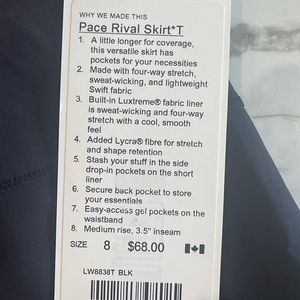 WHY WE MADE THIS
Pace Rival Skirt*T
1. A little longer for coverage,
this versatile skirt has
pockets for your necessities
2. Made with four-way stretch,
sweat-wicking, and lightweight
Swift fabric
3. Built-in Luxtreme® fabric liner
is sweat-wicking and four-way
stretch with a cool, smooth
feel
4. Added Lycra® fibre for stretch
and shape retention
5. Stash your stuff in the side
drop-in pockets on the short
liner
6. Secure back pocket to store
your essentials
7. Easy-access gel pockets on the
waistband
8. Medium rise, 3.5" inseam
SIZE 8 $68.00
LW8838T BLK